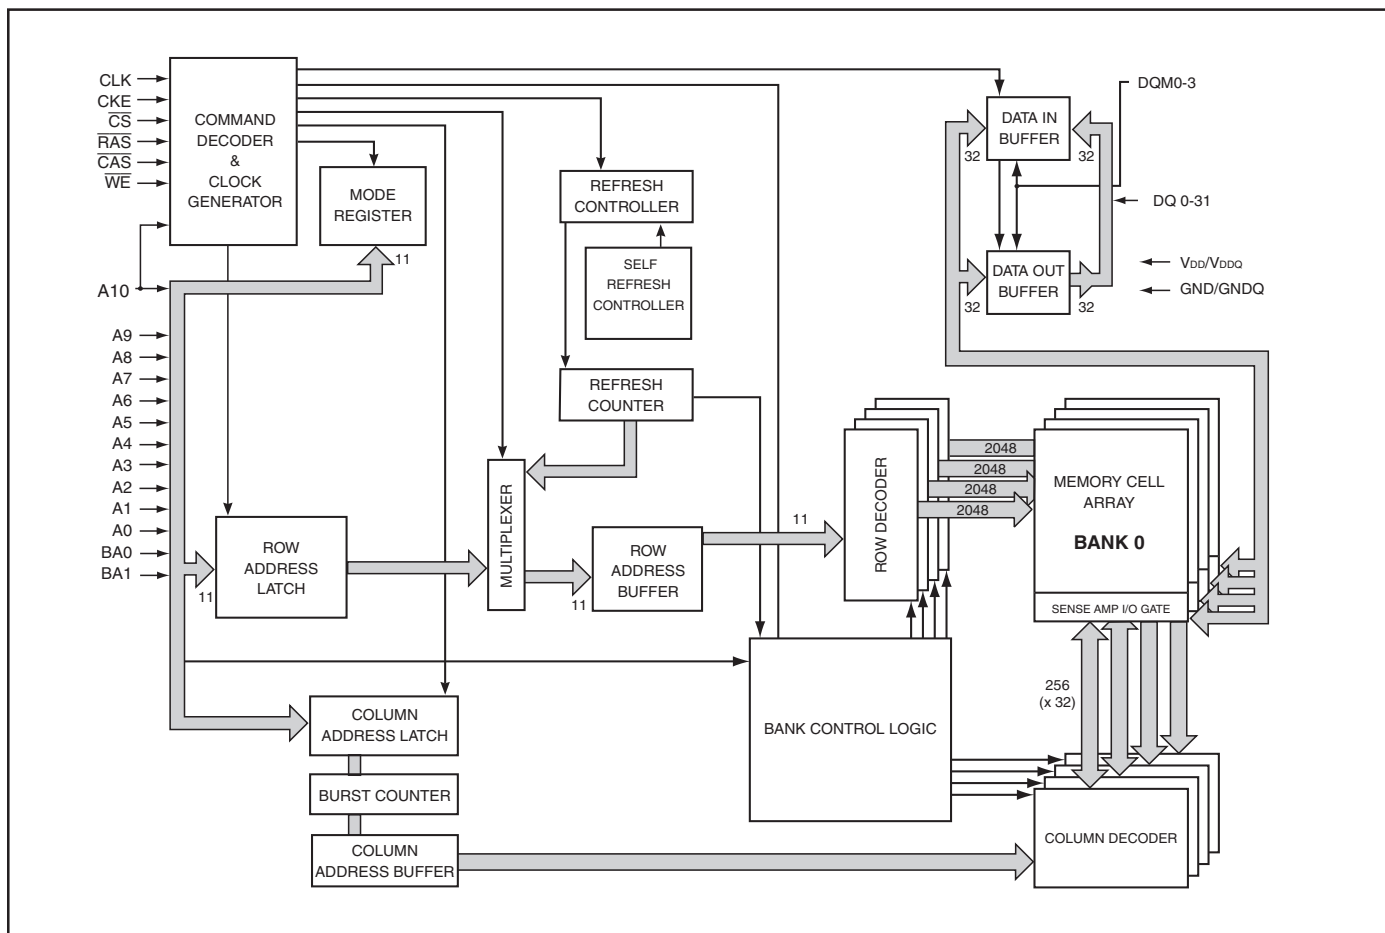 CLK
CKE
CS
RAS
CAS
WE
A10
A9
A8
A7
A6
A5
A4
A3
A2
A1
A0
BA0
BA1
COMMAND
DECODER
&
CLOCK
GENERATOR
MODE
REGISTER
11
REFRESH
CONTROLLER
SELF
REFRESH
CONTROLLER
REFRESH
COUNTER
DATA IN
BUFFER
32
32
DATA OUT
BUFFER
32
32
DQM0-3
DQ 0-31
VDD/VDDQ
GND/GNDQ
11
ROW
ADDRESS
LATCH
MULTIPLEXER
11
ROW
ADDRESS
BUFFER
11
ROW DECODER
2048
2048
2048
2048
MEMORY CELL
ARRAY
BANK 0
SENSE AMP I/O GATE
256
(x 32)
BANK CONTROL LOGIC
COLUMN
ADDRESS LATCH
BURST COUNTER
COLUMN
ADDRESS BUFFER
COLUMN DECODER